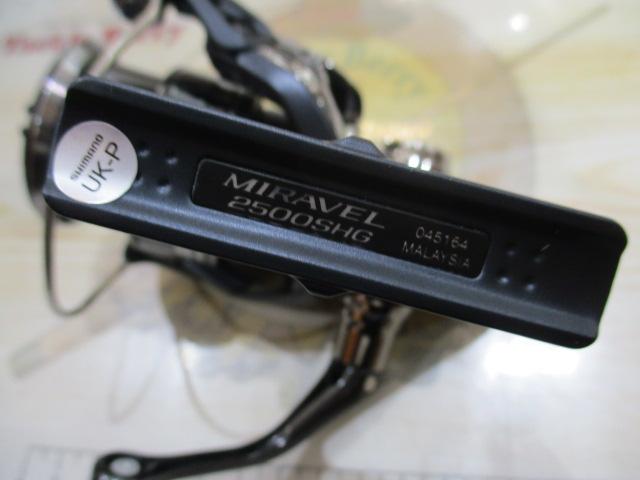 SHIMANO
UK-P
MIRAVEL
2500SHG
045164
MALAYSIA